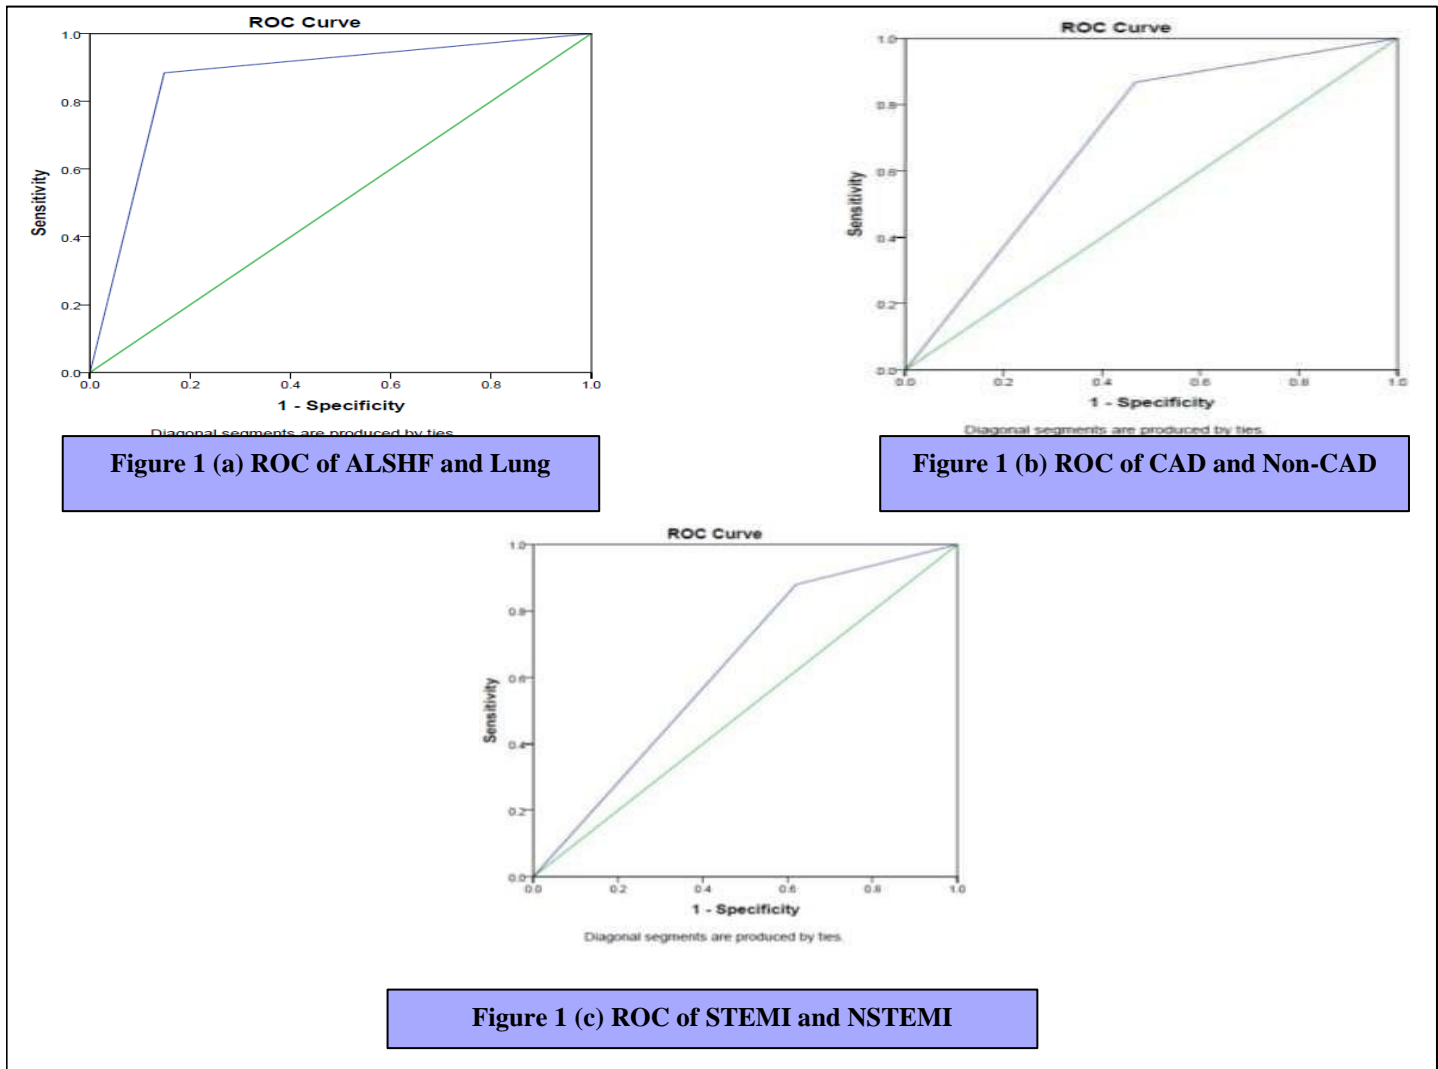 ROC Curve
1.0
0.8
0.6
0.4
0.2
0.0
Sensitivity
0.0 0.2 0.4 0.6 0.8 1.0
1 - Specificity
Diagonal segments are produced by ties.
Figure 1 (a) ROC of ALSHF and Lung
ROC Curve
1.0
0.8
0.6
0.4
0.2
0.0
Sensitivity
0.0 0.2 0.4 0.6 0.8 1.0
1 - Specificity
Diagonal segments are produced by ties.
Figure 1 (b) ROC of CAD and Non-CAD
ROC Curve
1.0
0.8
0.6
0.4
0.2
0.0
Sensitivity
0.0 0.2 0.4 0.6 0.8 1.0
1 - Specificity
Diagonal segments are produced by ties.
Figure 1 (c) ROC of STEMI and NSTEMI